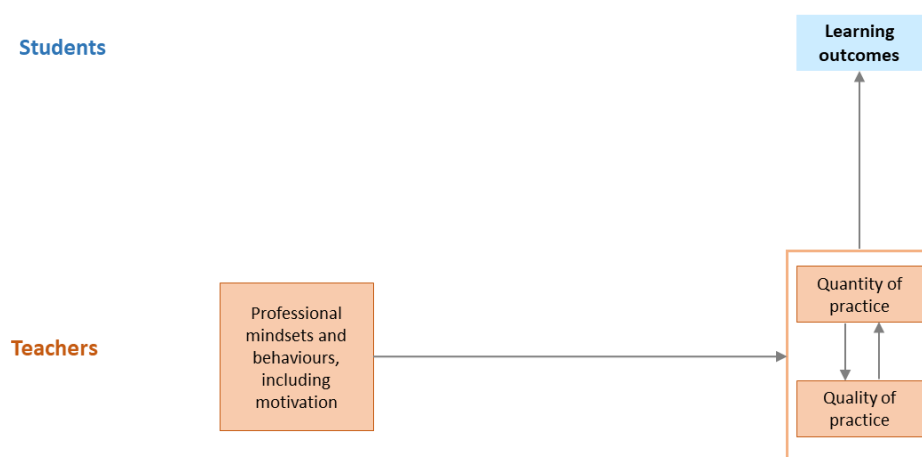 Students
Learning
outcomes
Quantity of
practice
Professional
mindsets and
behaviours,
including
motivation
Teachers
Quality of
practice